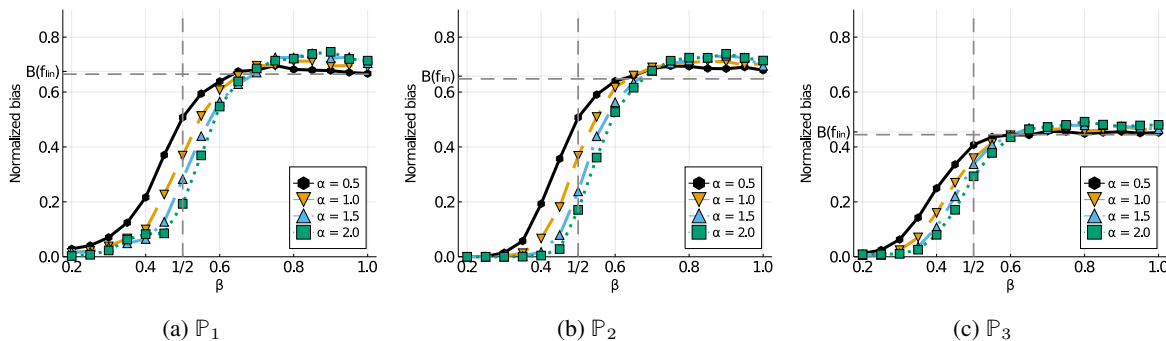 Normalized bias
0.8
B(fₗᵢₙ)
0.6
0.4
0.2
0.0
0.2 0.4 1/2 0.6 0.8 1.0
β
α = 0.5
α = 1.0
α = 1.5
α = 2.0
(a) ℙ₁
Normalized bias
0.8
B(fₗᵢₙ)
0.6
0.4
0.2
0.0
0.2 0.4 1/2 0.6 0.8 1.0
β
α = 0.5
α = 1.0
α = 1.5
α = 2.0
(b) ℙ₂
Normalized bias
0.8
0.6
B(fₗᵢₙ)
0.4
0.2
0.0
0.2 0.4 1/2 0.6 0.8 1.0
β
α = 0.5
α = 1.0
α = 1.5
α = 2.0
(c) ℙ₃